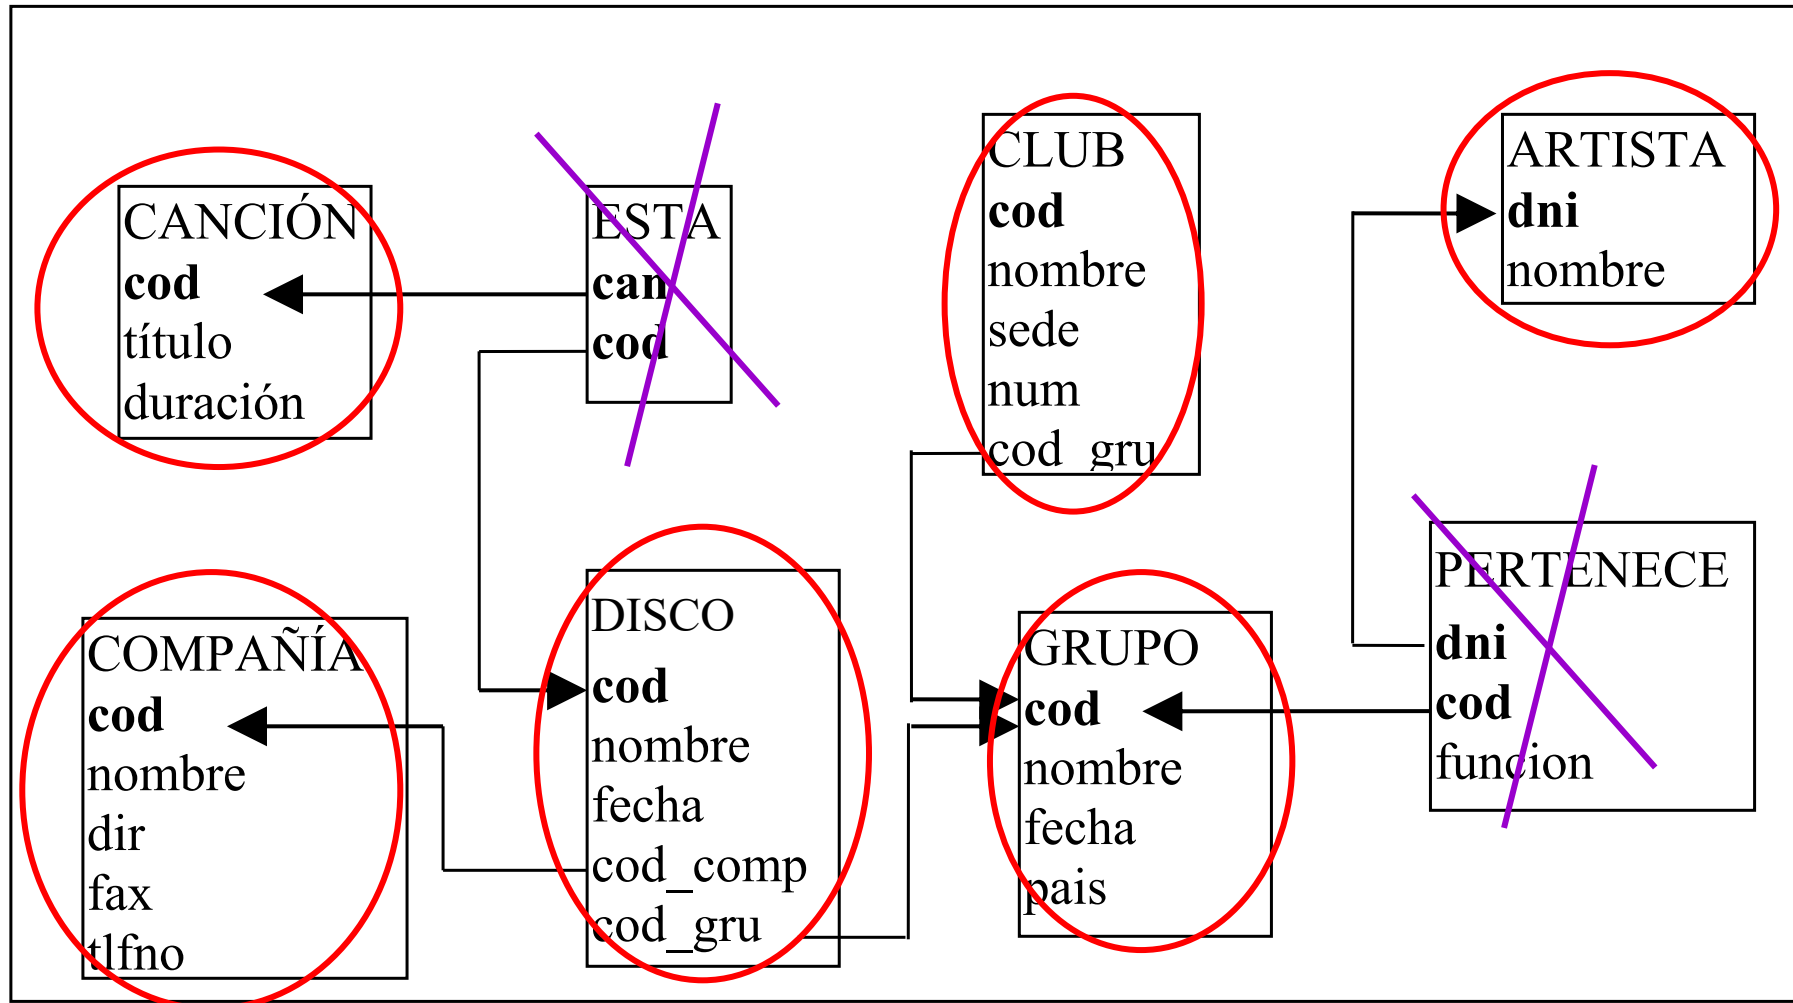 CANCIÓN
cod
título
duración
ESTA
can
cod
CLUB
cod
nombre
sede
num
cod_gru
ARTISTA
dni
nombre
COMPAÑÍA
cod
nombre
dir
fax
tlfno
DISCO
cod
nombre
fecha
cod_comp
cod_gru
GRUPO
cod
nombre
fecha
pais
PERTENECE
dni
cod
funcion